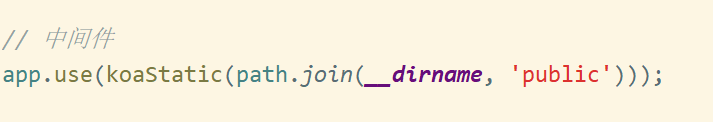 // 中间件
app.use(koaStatic(path.join(__dirname, 'public')));